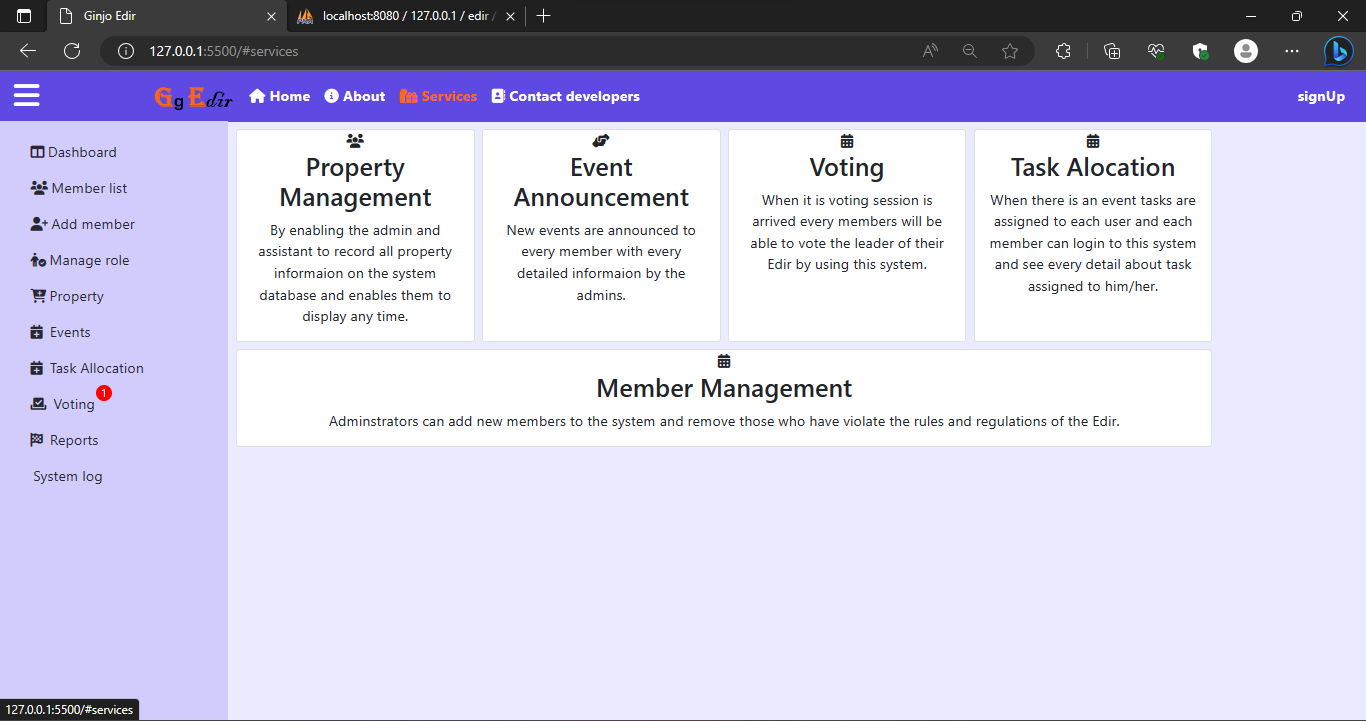 Ginjo Edir
localhost:8080 / 127.0.0.1 / edir /
127.0.0.1:5500/#services
Gg Edir
Home
About
Services
Contact developers
signUp
Dashboard
Member list
Add member
Manage role
Property
Events
Task Allocation
Voting
1
Reports
System log
Property
Management
By enabling the admin and
assistant to record all property
informaion on the system
database and enables them to
display any time.
Event
Announcement
New events are announced to
every member with every
detailed informaion by the
admins.
Voting
When it is voting session is
arrived every members will be
able to vote the leader of their
Edir by using this system.
Task Alocation
When there is an event tasks are
assigned to each user and each
member can login to this system
and see every detail about task
assigned to him/her.
Member Management
Adminstrators can add new members to the system and remove those who have violate the rules and regulations of the Edir.
127.0.0.1:5500/#services